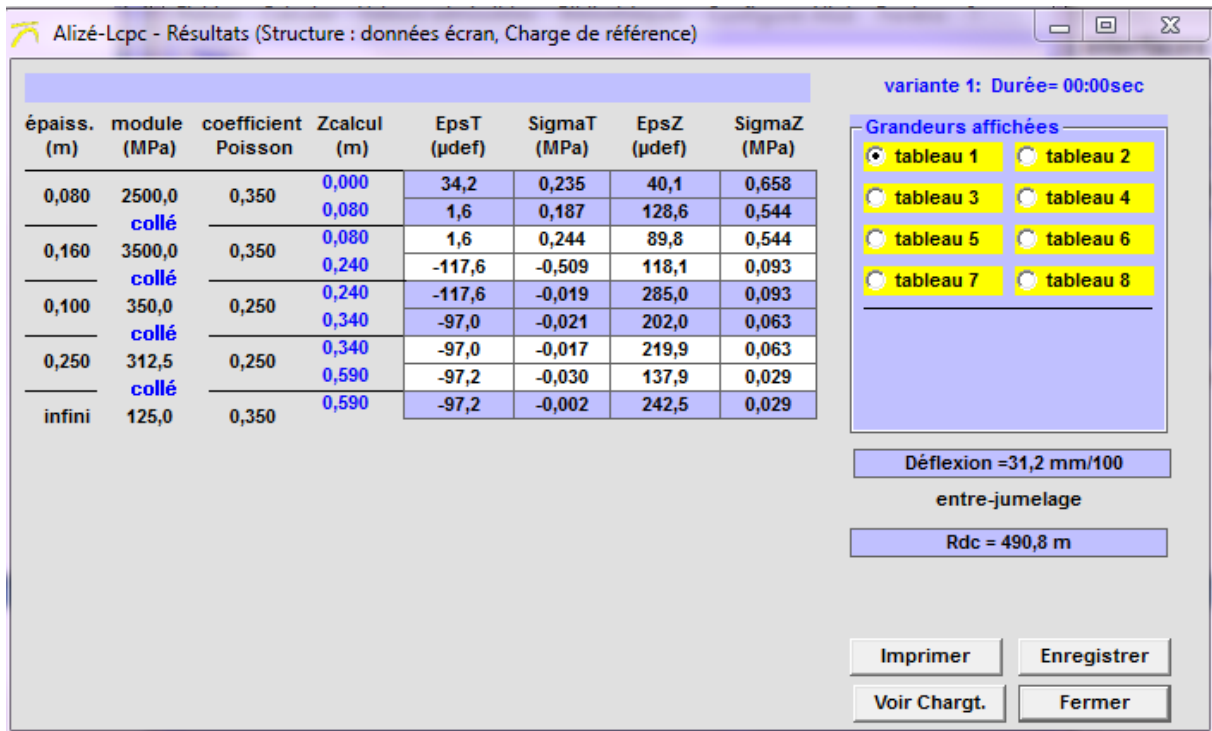 Alizé-Lcpc - Résultats (Structure : données écran, Charge de référence)
variante 1: Durée= 00:00sec
épaiss. module coefficient Zcalcul EpsT SigmaT EpsZ SigmaZ
(m) (MPa) Poisson (m) (µdef) (MPa) (µdef) (MPa)
0,080 2500,0 0,350
0,000 34,2 0,235 40,1 0,658
0,080 1,6 0,187 128,6 0,544
collé
0,160 3500,0 0,350
0,080 1,6 0,244 89,8 0,544
0,240 -117,6 -0,509 118,1 0,093
collé
0,100 350,0 0,250
0,240 -117,6 -0,019 285,0 0,093
0,340 -97,0 -0,021 202,0 0,063
collé
0,250 312,5 0,250
0,340 -97,0 -0,017 219,9 0,063
0,590 -97,2 -0,030 137,9 0,029
collé
infini 125,0 0,350
0,590 -97,2 -0,002 242,5 0,029
Grandeurs affichées
tableau 1 tableau 2
tableau 3 tableau 4
tableau 5 tableau 6
tableau 7 tableau 8
Déflexion =31,2 mm/100
entre-jumelage
Rdc = 490,8 m
Imprimer Enregistrer
Voir Chargt. Fermer